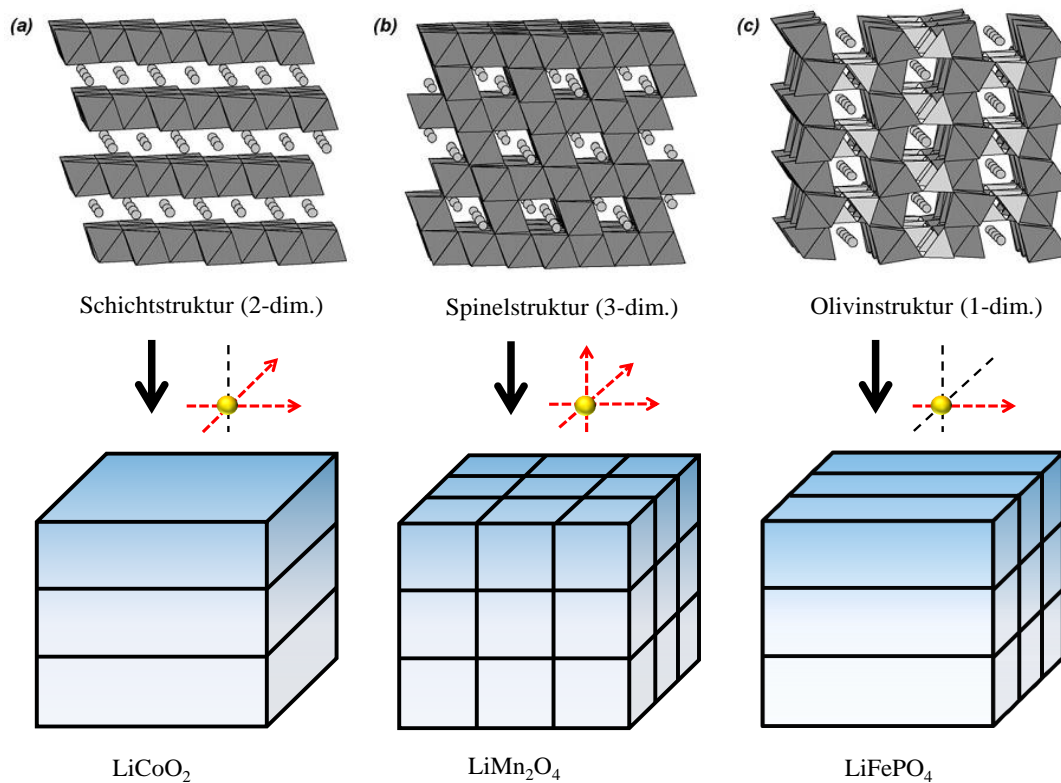 (a)
(b)
(c)
Schichtstruktur (2-dim.)
Spinelstruktur (3-dim.)
Olivinstruktur (1-dim.)
LiCoO₂
LiMn₂O₄
LiFePO₄